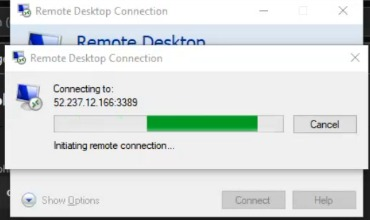 Remote Desktop Connection
Remote Desktop
Remote Desktop Connection
Connecting to:
52.237.12.166:3389
Cancel
Initiating remote connection...
Show Options
Connect
Help